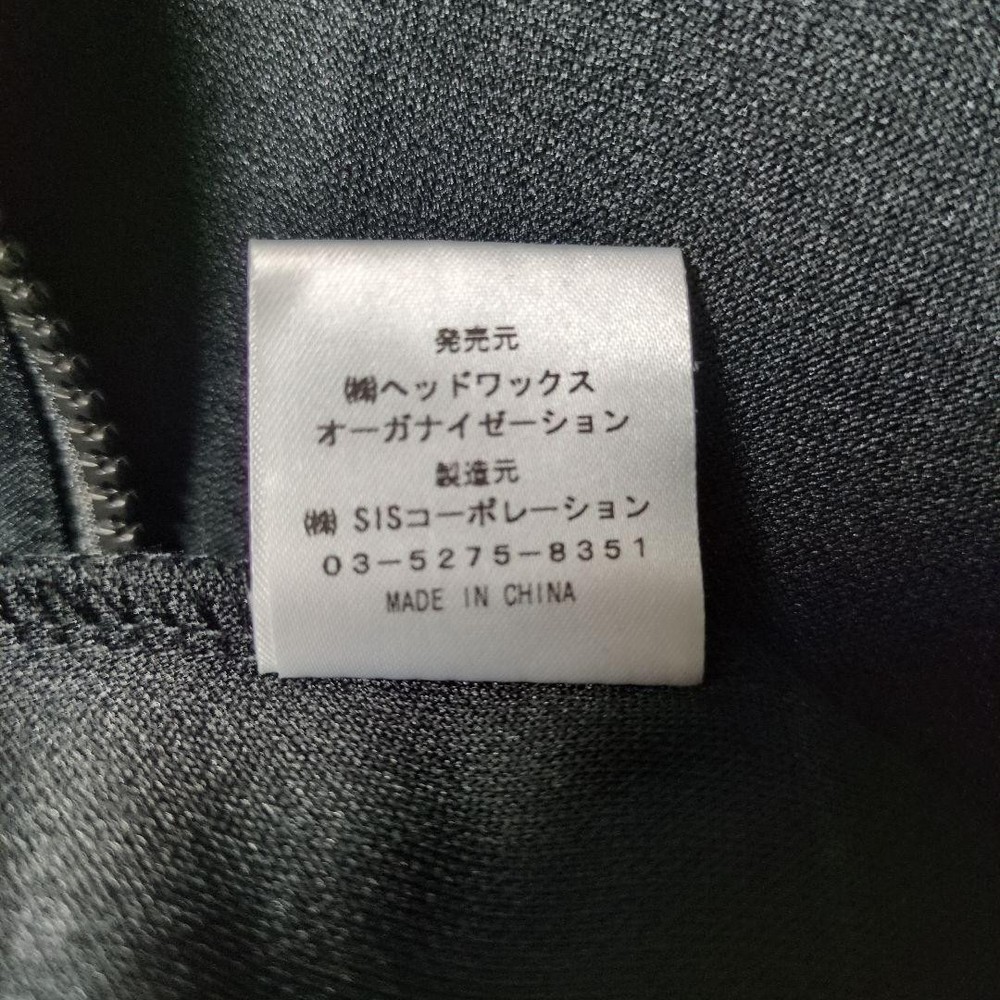 発売元
㈱ヘッドワックス
オーガナイゼーション
製造元
㈱ SISコーポレーション
03-5275-8351
MADE IN CHINA